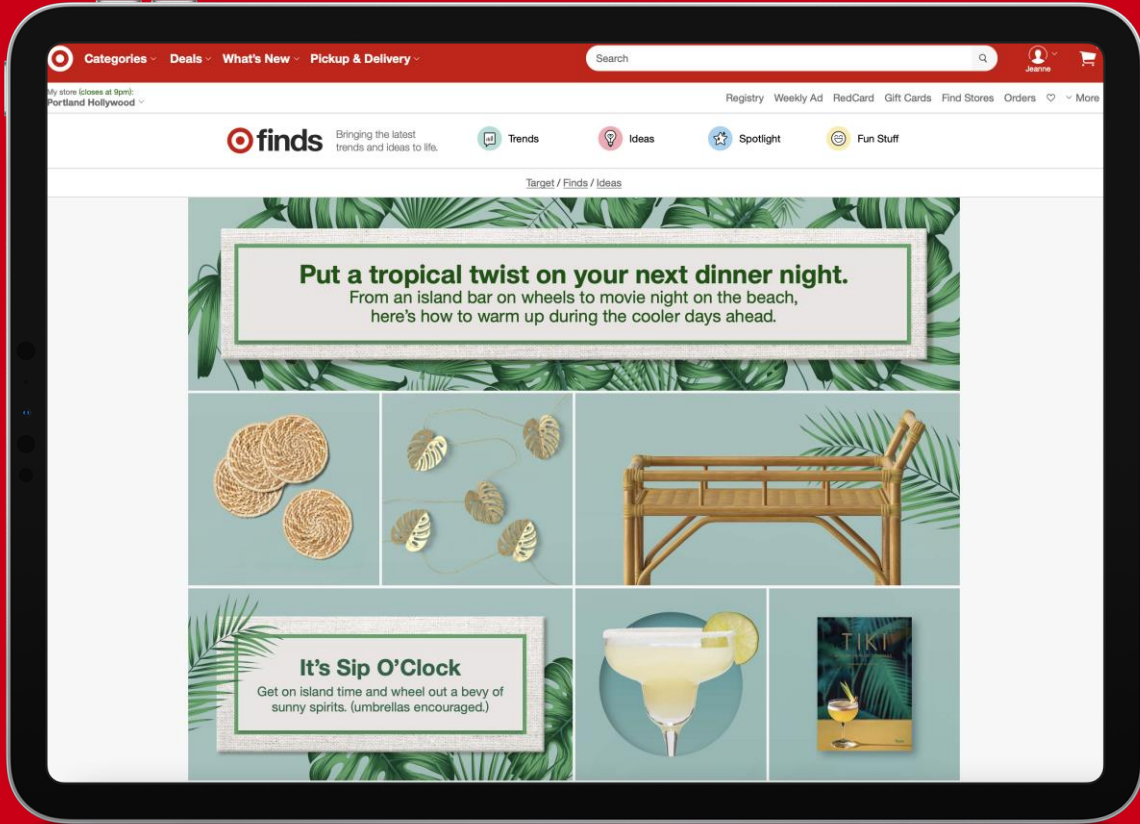 Categories Deals What's New Pickup & Delivery Search Jeanne
My store (closes at 9pm):
Portland Hollywood
Registry Weekly Ad RedCard Gift Cards Find Stores Orders More
finds
Bringing the latest
trends and ideas to life.
Trends Ideas Spotlight Fun Stuff
Target / Finds / Ideas
Put a tropical twist on your next dinner night.
From an island bar on wheels to movie night on the beach,
here's how to warm up during the cooler days ahead.
It's Sip O'Clock
Get on island time and wheel out a bevy of
sunny spirits. (umbrellas encouraged.)
TIKI